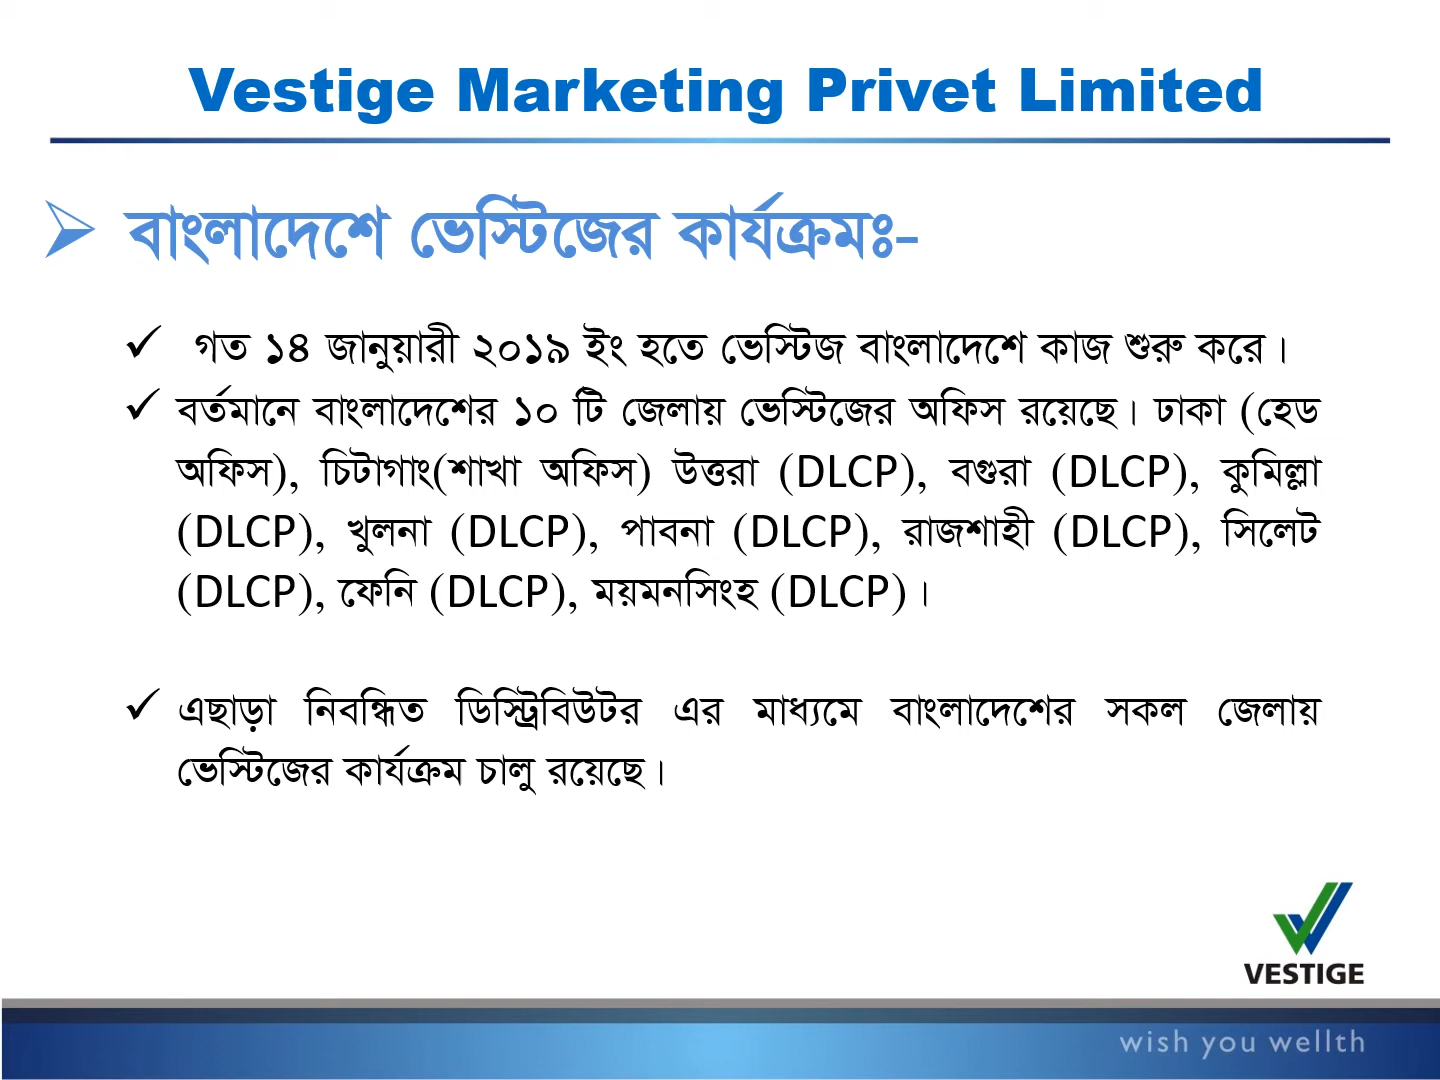 Vestige Marketing Privet Limited
বাংলাদেশে ভেস্টিজের কার্যক্রমঃ-
গত ১৪ জানুয়ারী ২০১৯ ইং হতে ভেস্টিজ বাংলাদেশে কাজ শুরু করে।
বর্তমানে বাংলাদেশের ১০ টি জেলায় ভেস্টিজের অফিস রয়েছে। ঢাকা (হেড
অফিস), চিটাগাং(শাখা অফিস) উত্তরা (DLCP), বগুরা (DLCP), কুমিল্লা
(DLCP), খুলনা (DLCP), পাবনা (DLCP), রাজশাহী (DLCP), সিলেট
(DLCP), ফেনি (DLCP), ময়মনসিংহ (DLCP)।
এছাড়া নিবন্ধিত ডিস্ট্রিবিউটর এর মাধ্যমে বাংলাদেশের সকল জেলায়
ভেস্টিজের কার্যক্রম চালু রয়েছে।
VESTIGE
wish you wellth